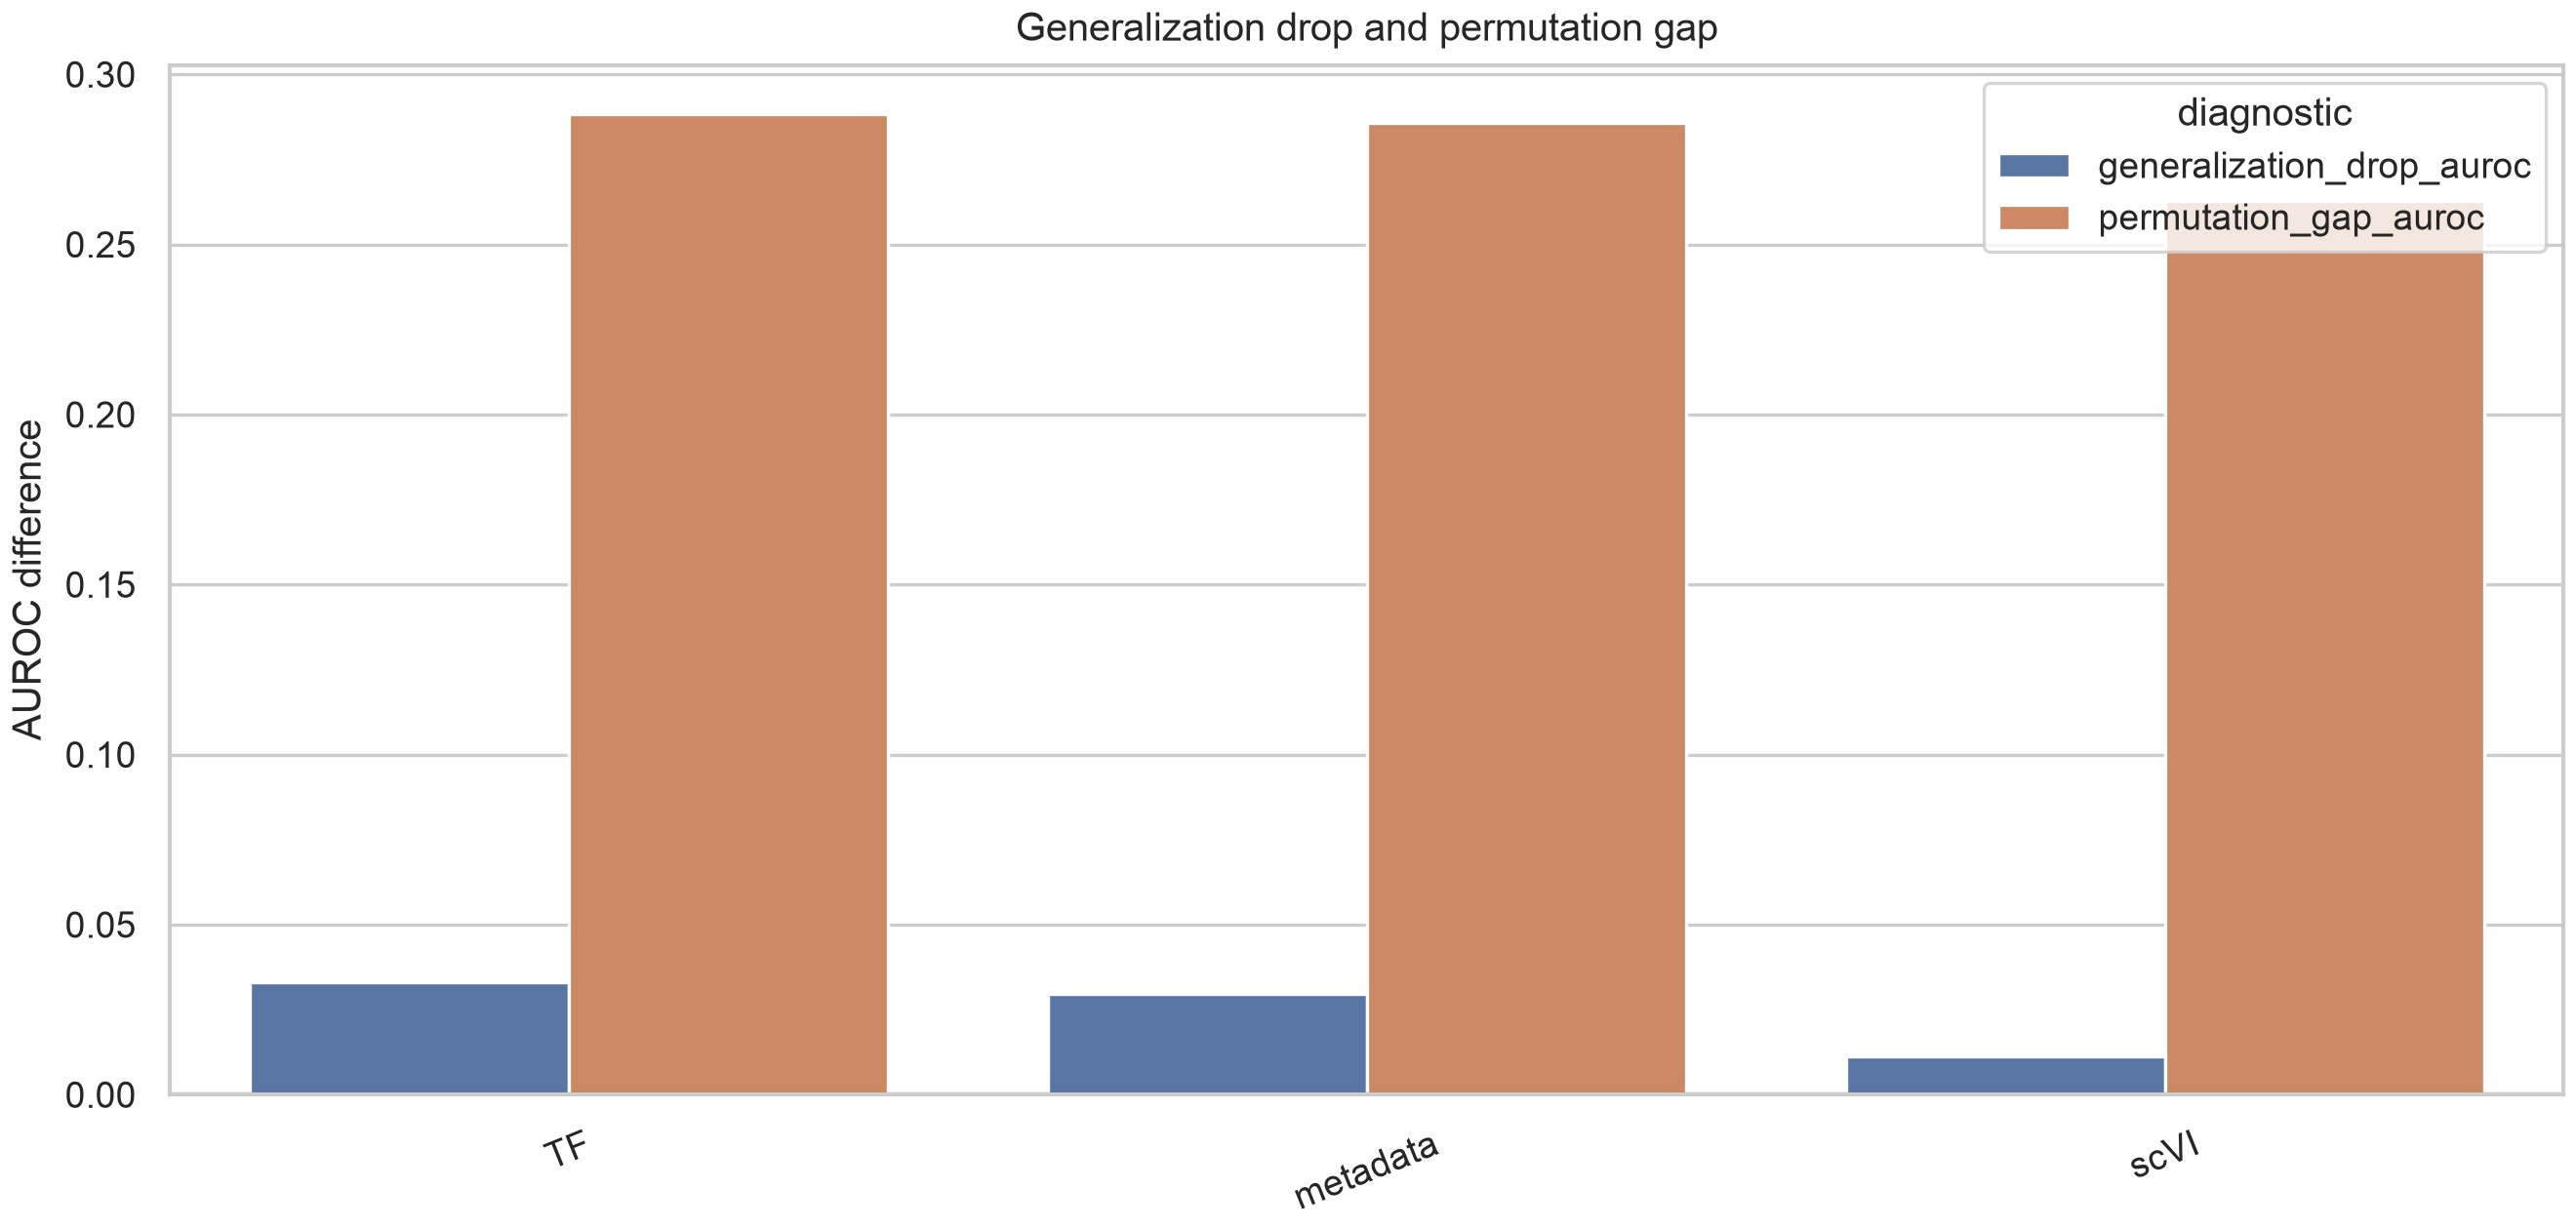 Generalization drop and permutation gap
AUROC difference
0.30
0.25
0.20
0.15
0.10
0.05
0.00
diagnostic
generalization_drop_auroc
permutation_gap_auroc
TF
metadata
scVI